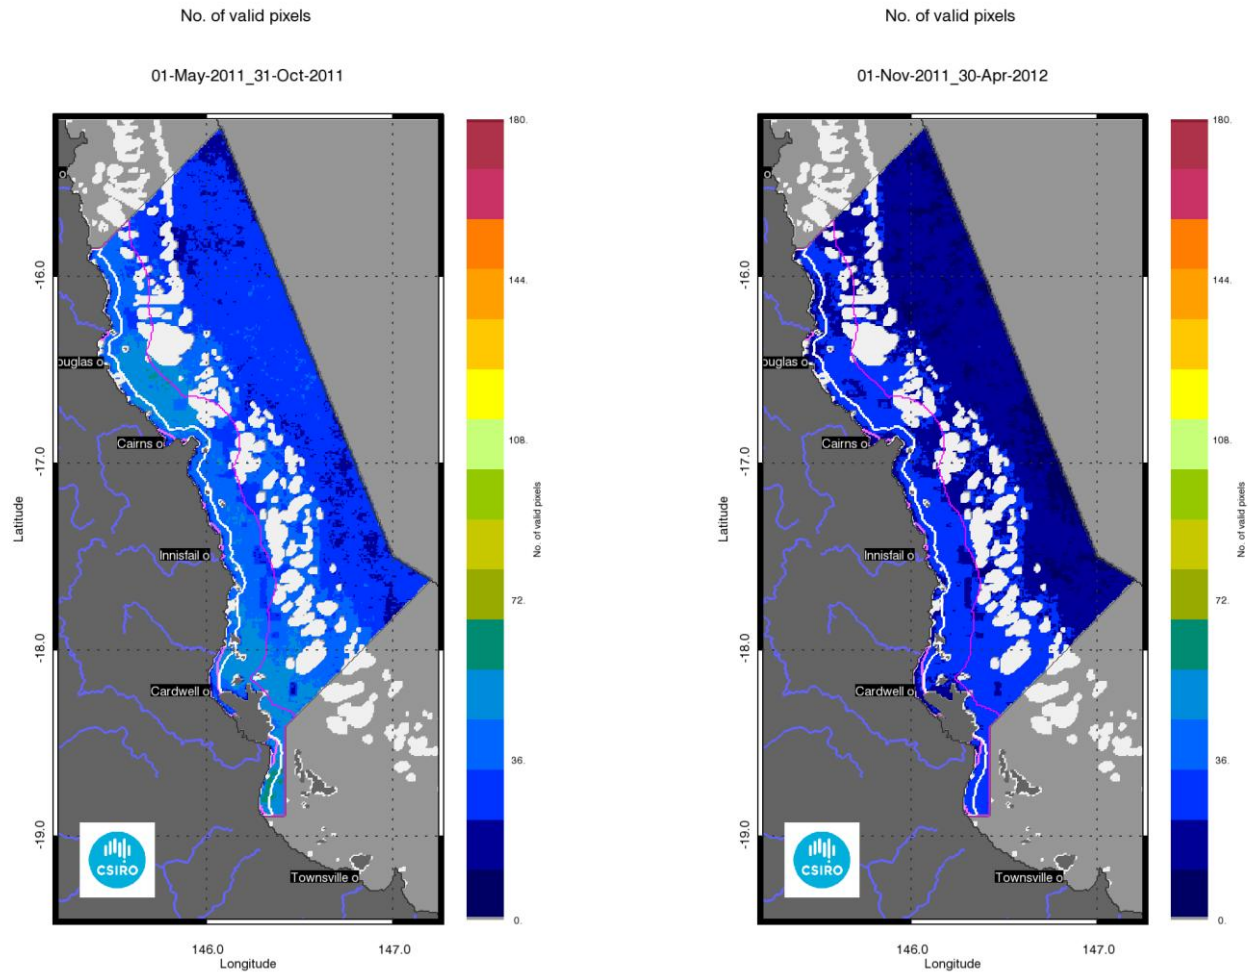 No. of valid pixels
01-May-2011_31-Oct-2011
180.
144.
108.
72.
36.
0.
No. of valid pixels
-16.0
-17.0
-18.0
-19.0
Latitude
o
ouglas o
Cairns o
Innisfail o
Cardwell o
Townsville o
CSIRO
146.0
147.0
Longitude
No. of valid pixels
01-Nov-2011_30-Apr-2012
180.
144.
108.
72.
36.
0.
No. of valid pixels
-16.0
-17.0
-18.0
-19.0
Latitude
o
ouglas o
Cairns o
Innisfail o
Cardwell o
Townsville o
CSIRO
146.0
147.0
Longitude